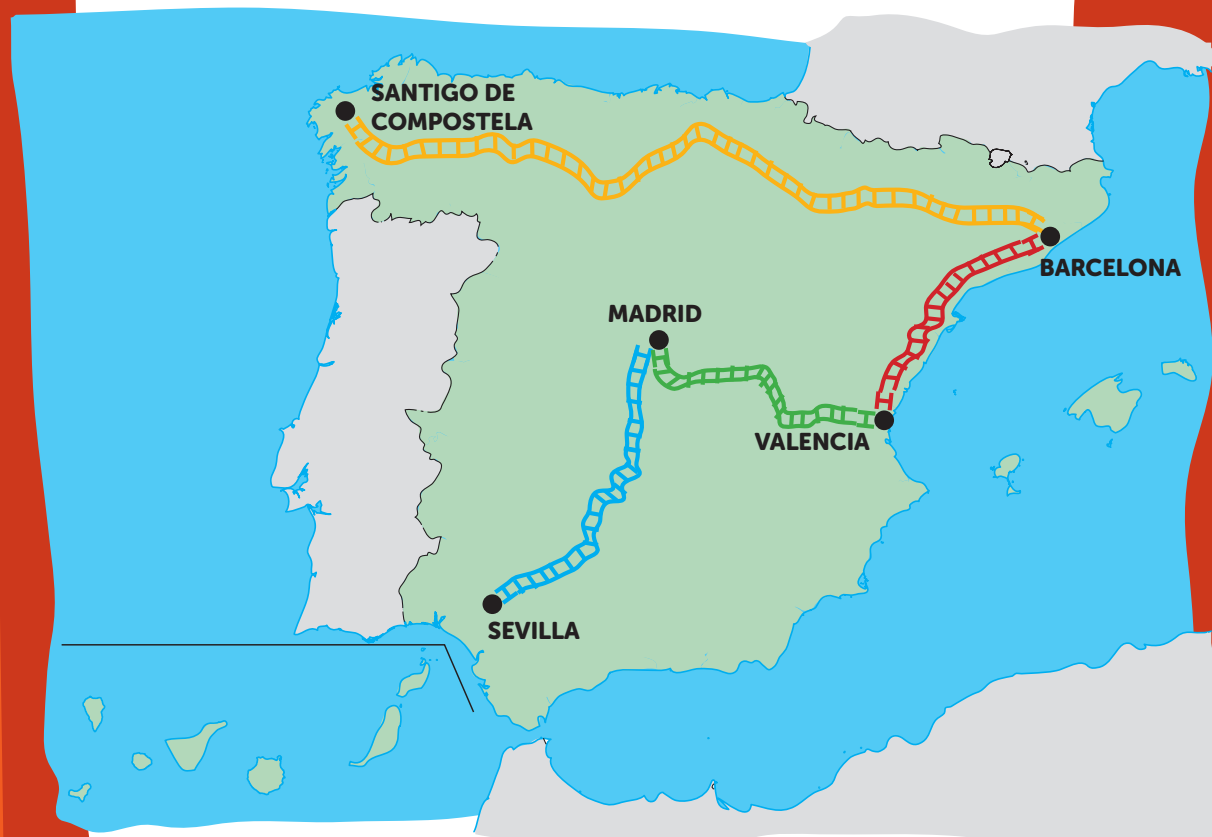 SANTIGO DE
COMPOSTELA
BARCELONA
MADRID
VALENCIA
SEVILLA